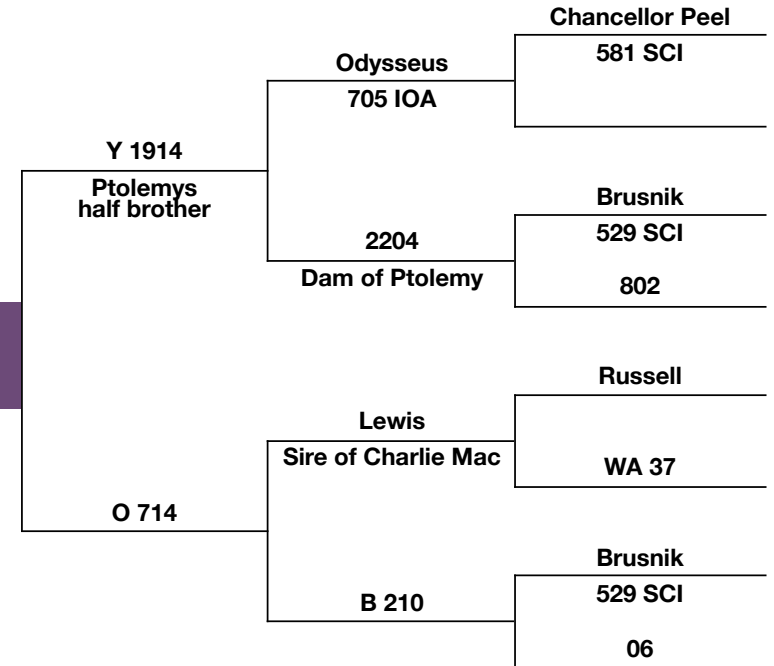 Chancellor Peel
581 SCI
Odysseus
705 IOA
Y 1914
Ptolemys
half brother
Brusnik
529 SCI
2204
Dam of Ptolemy
802
Russell
Lewis
Sire of Charlie Mac
WA 37
O 714
Brusnik
529 SCI
B 210
06